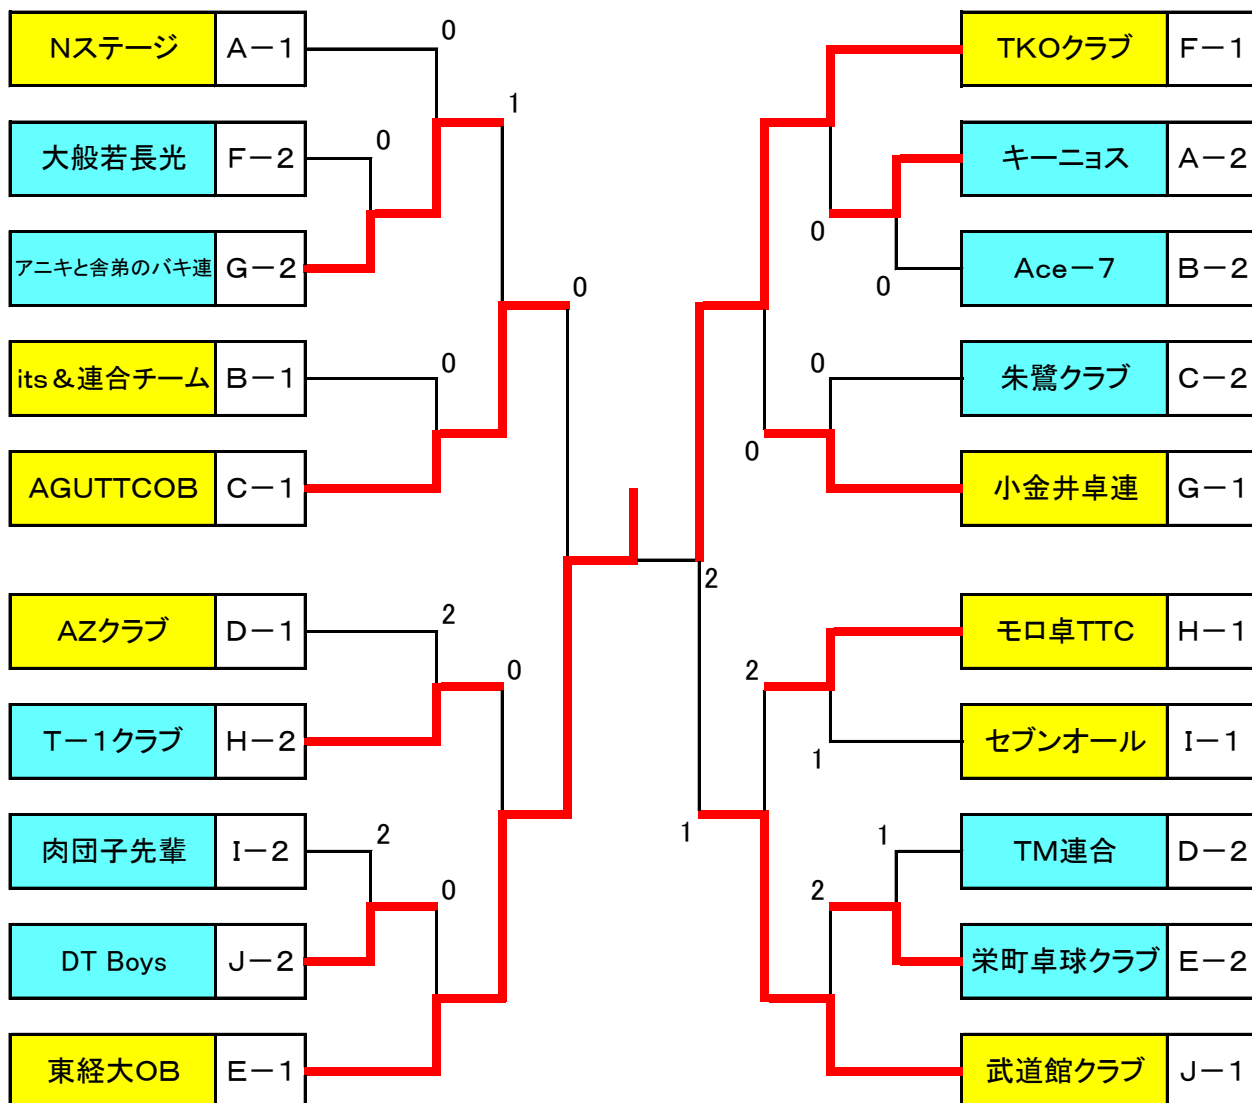 Nステージ A-1
大般若長光 F-2
アニキと舎弟のバキ連 G-2
its&連合チーム B-1
AGUTTCOB C-1
AZクラブ D-1
T-1クラブ H-2
肉団子先輩 I-2
DT Boys J-2
東経大OB E-1
0
0
1
0
0
2
0
2
0
0
0
0
0
2
2
1
1
1
2
TKOクラブ F-1
キーニョス A-2
Ace-7 B-2
朱鷺クラブ C-2
小金井卓連 G-1
モロ卓TTC H-1
セブンオール I-1
TM連合 D-2
栄町卓球クラブ E-2
武道館クラブ J-1